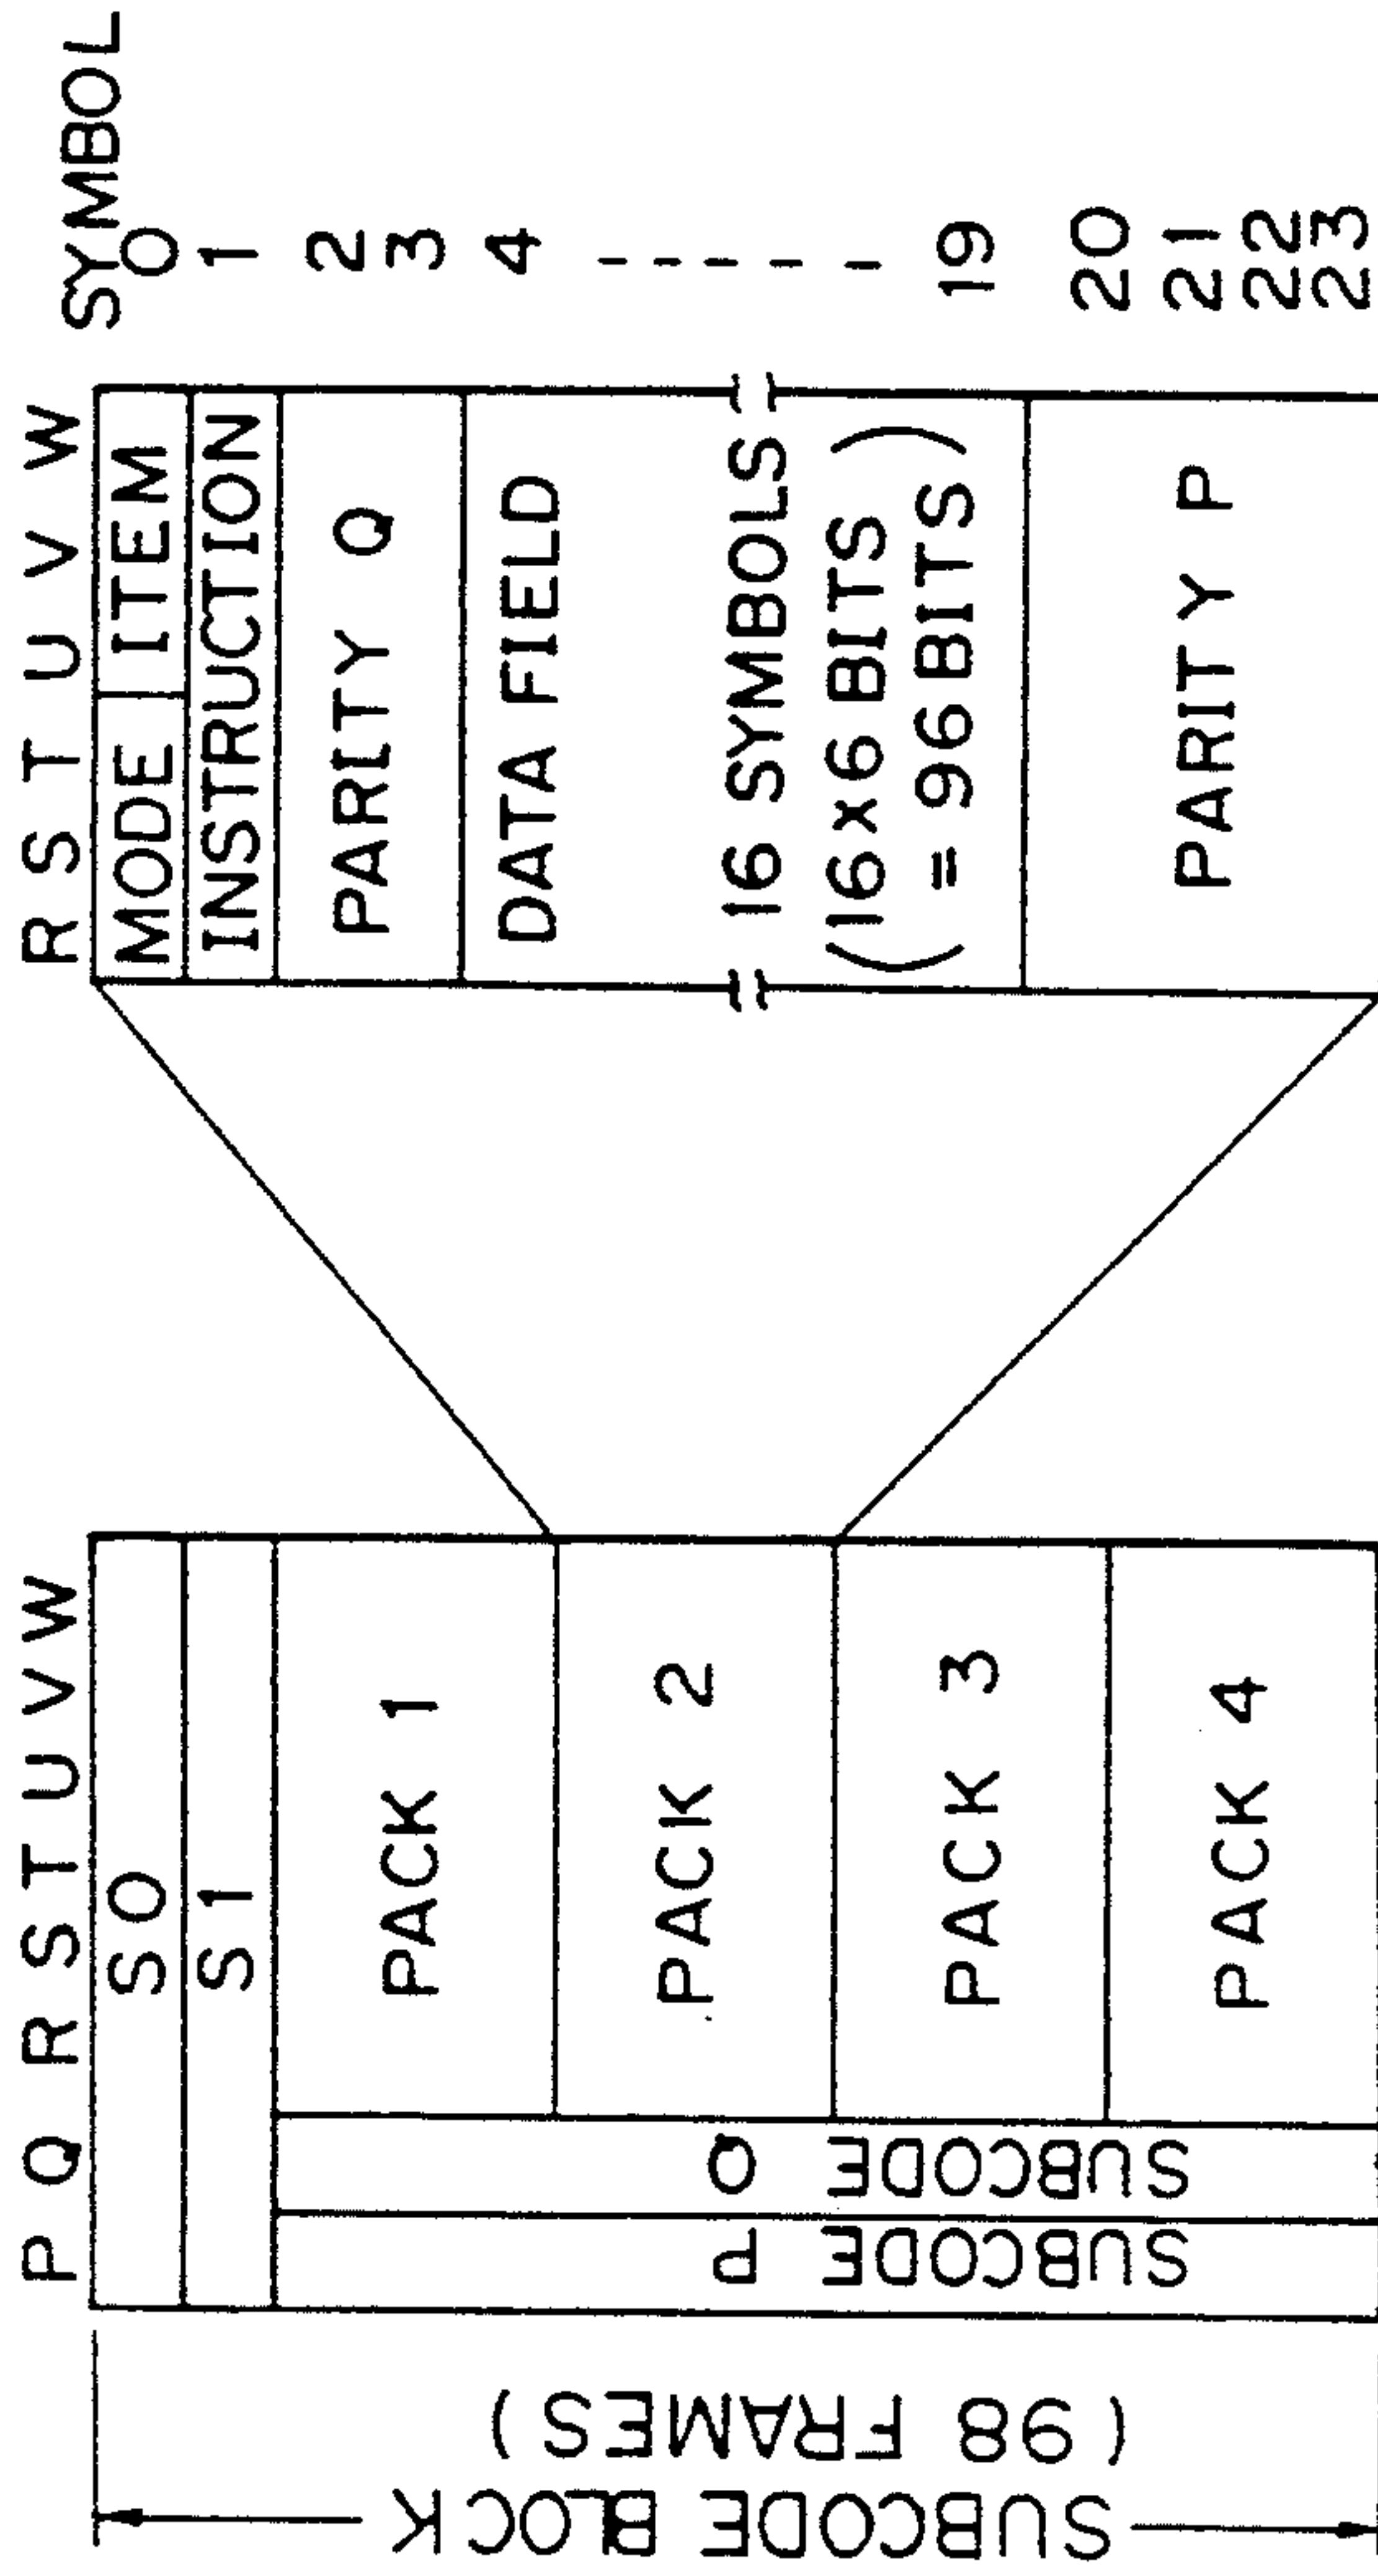 SUBCODE BLOCK
(98 FRAMES)
P Q R S T U V W
S0
S1
SUBCODE P
SUBCODE Q
PACK 1
PACK 2
PACK 3
PACK 4
R S T U V W
SYMBOL
MODE ITEM
0
INSTRUCTION
1
PARITY Q
2
3
DATA FIELD
4
16 SYMBOLS
(16×6 BITS)
(= 96 BITS)
19
PARITY P
20
21
22
23